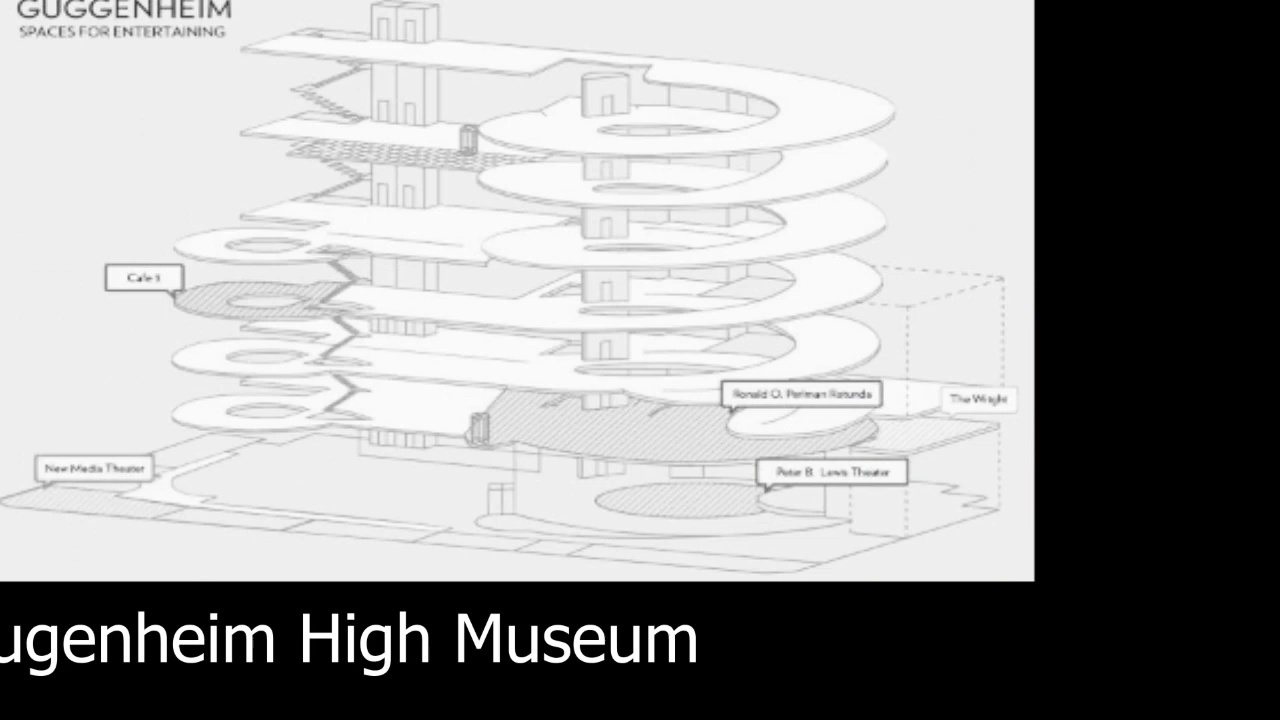 GUGGENHEIM
SPACES FOR ENTERTAINING
Cafe 3
Ronald O. Perlman Rotunda
The Wright
New Media Theater
Peter B. Lewis Theater
ugenheim High Museum